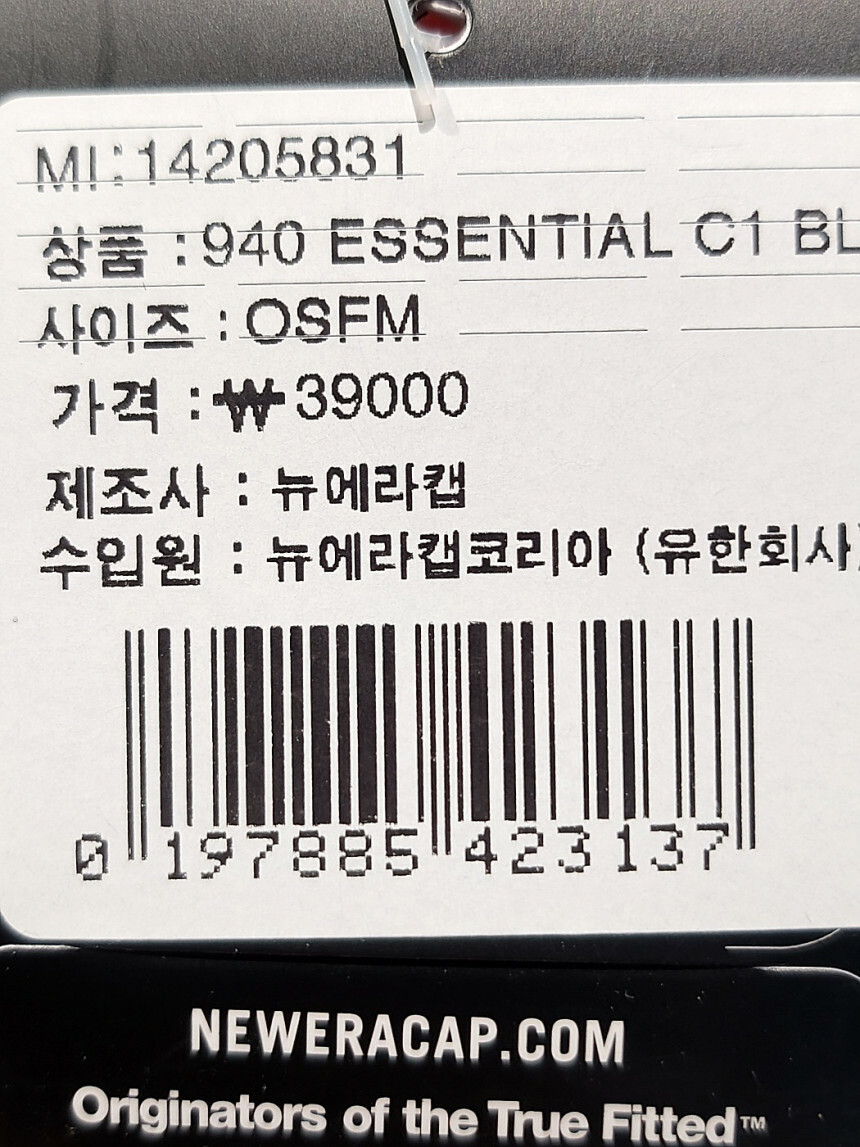 MI:14205831
상품 :940 ESSENTIAL C1 BL
사이즈 : OSFM
가격 :₩39000
제조사 : 뉴에라캡
수입원 : 뉴에라캡코리아 (유한회사)
0 197885 423137
NEWERACAP.COM
Originators of the True Fitted™